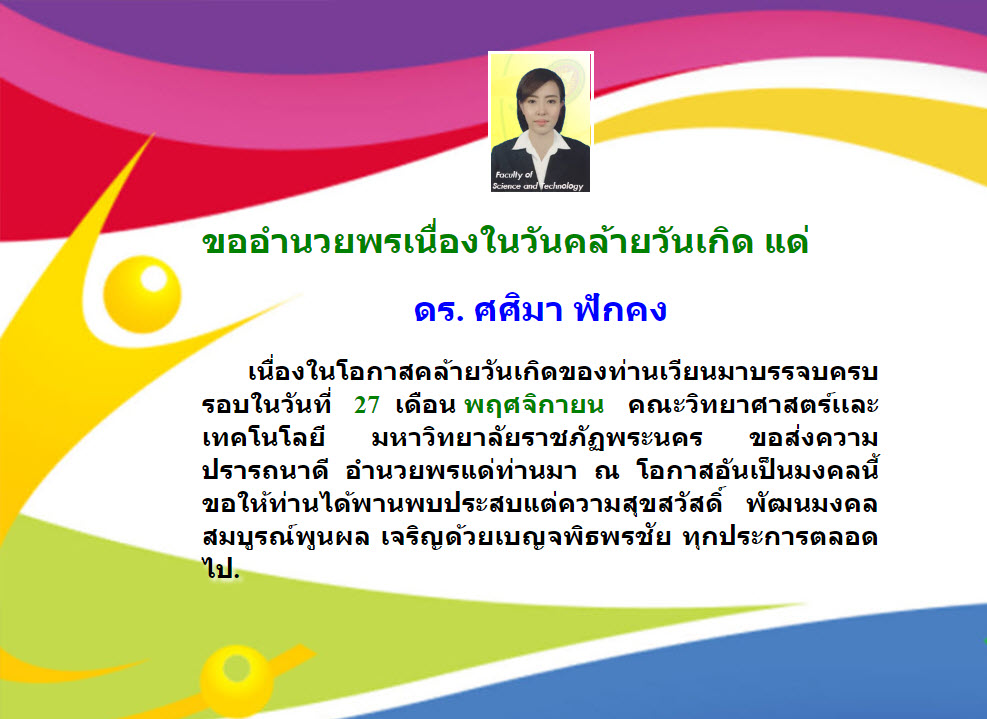 Faculty of
Science and Technology
ขออำนวยพรเนื่องในวันคล้ายวันเกิด แด่
ดร. ศศิมา ฟักคง
เนื่องในโอกาสคล้ายวันเกิดของท่านเวียนมาบรรจบครบ
รอบในวันที่ 27 เดือน พฤศจิกายน คณะวิทยาศาสตร์และ
เทคโนโลยี มหาวิทยาลัยราชภัฏพระนคร ขอส่งความ
ปรารถนาดี อำนวยพรแด่ท่านมา ณ โอกาสอันเป็นมงคลนี้
ขอให้ท่านได้พานพบประสบแต่ความสุขสวัสดิ์ พัฒนมงคล
สมบูรณ์พูนผล เจริญด้วยเบญจพิธพรชัย ทุกประการตลอด
ไป.